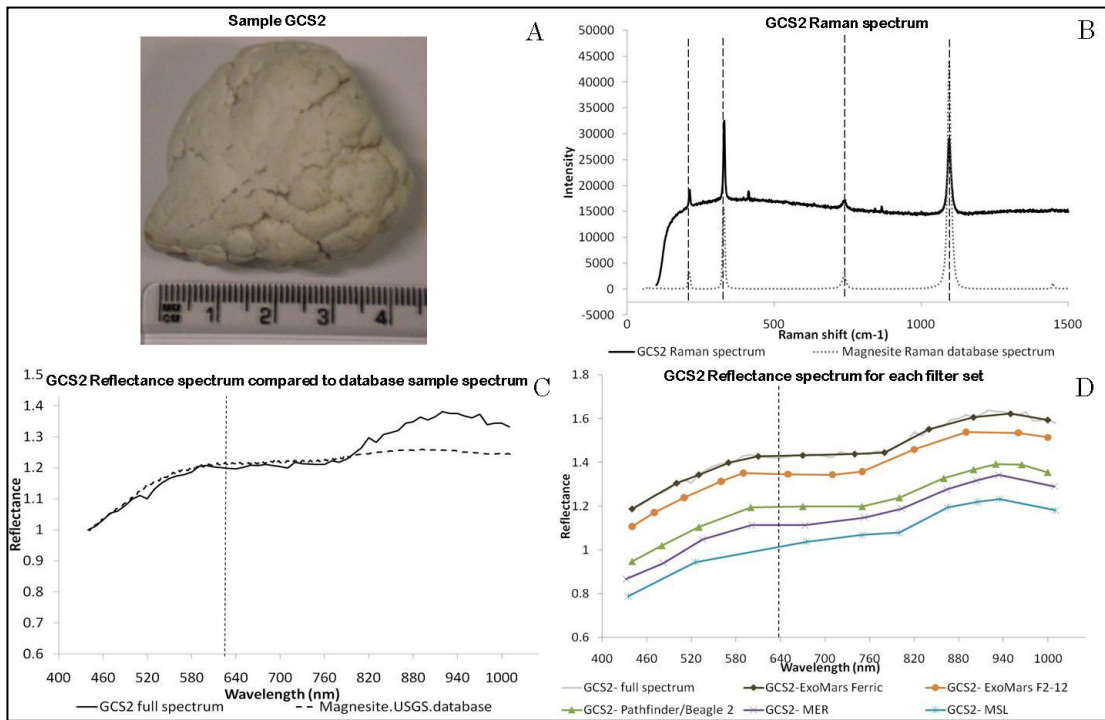 Sample GCS2
A
MM
CM
1
2
3
4
GCS2 Raman spectrum
B
50000
45000
40000
35000
30000
25000
20000
15000
10000
5000
0
-5000
Intensity
0
500
1000
1500
Raman shift (cm-1)
GCS2 Raman spectrum
Magnesite Raman database spectrum
GCS2 Reflectance spectrum compared to database sample spectrum
C
1.5
1.4
1.3
1.2
1.1
1
0.9
0.8
0.7
0.6
Reflectance
400 460 520 580 640 700 760 820 880 940 1000
Wavelength (nm)
GCS2 full spectrum
Magnesite.USGS.database
GCS2 Reflectance spectrum for each filter set
D
1.8
1.6
1.4
1.2
1
0.8
0.6
Reflectance
400 460 520 580 640 700 760 820 880 940 1000
Wavelength (nm)
GCS2- full spectrum
GCS2-ExoMars Ferric
GCS2- ExoMars F2-12
GCS2- Pathfinder/Beagle 2
GCS2- MER
GCS2- MSL